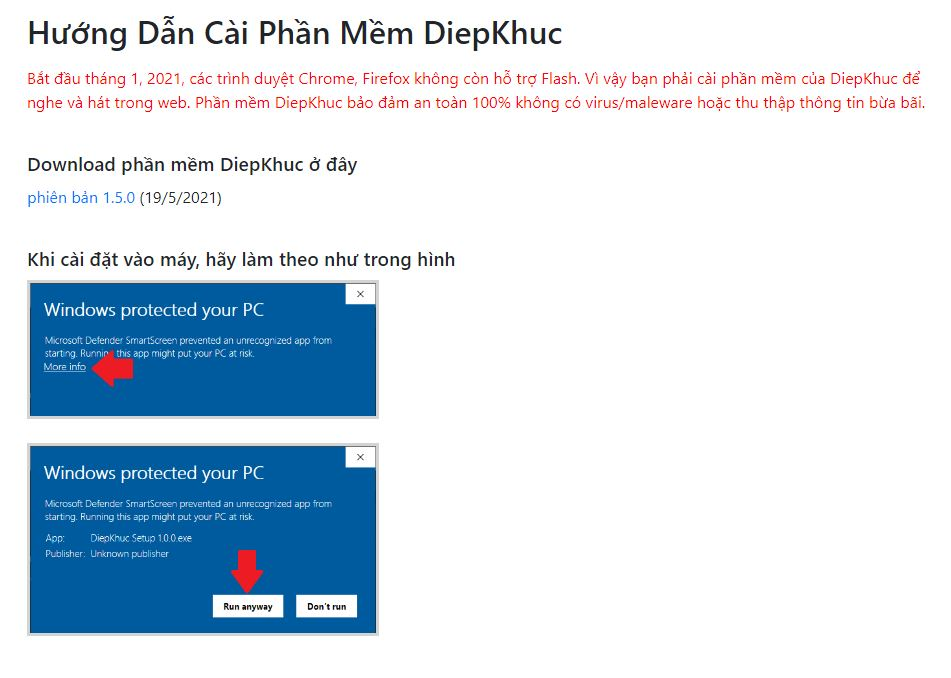 Hướng Dẫn Cài Phần Mềm DiepKhuc
Bắt đầu tháng 1, 2021, các trình duyệt Chrome, Firefox không còn hỗ trợ Flash. Vì vậy bạn phải cài phần mềm của DiepKhuc để
nghe và hát trong web. Phần mềm DiepKhuc bảo đảm an toàn 100% không có virus/maleware hoặc thu thập thông tin bừa bãi.
Download phần mềm DiepKhuc ở đây
phiên bản 1.5.0 (19/5/2021)
Khi cài đặt vào máy, hãy làm theo như trong hình
Windows protected your PC
Microsoft Defender SmartScreen prevented an unrecognized app from
starting. Running this app might put your PC at risk.
More info
Windows protected your PC
Microsoft Defender SmartScreen prevented an unrecognized app from
starting. Running this app might put your PC at risk.
App: DiepKhuc Setup 1.0.0.exe
Publisher: Unknown publisher
Run anyway Don't run